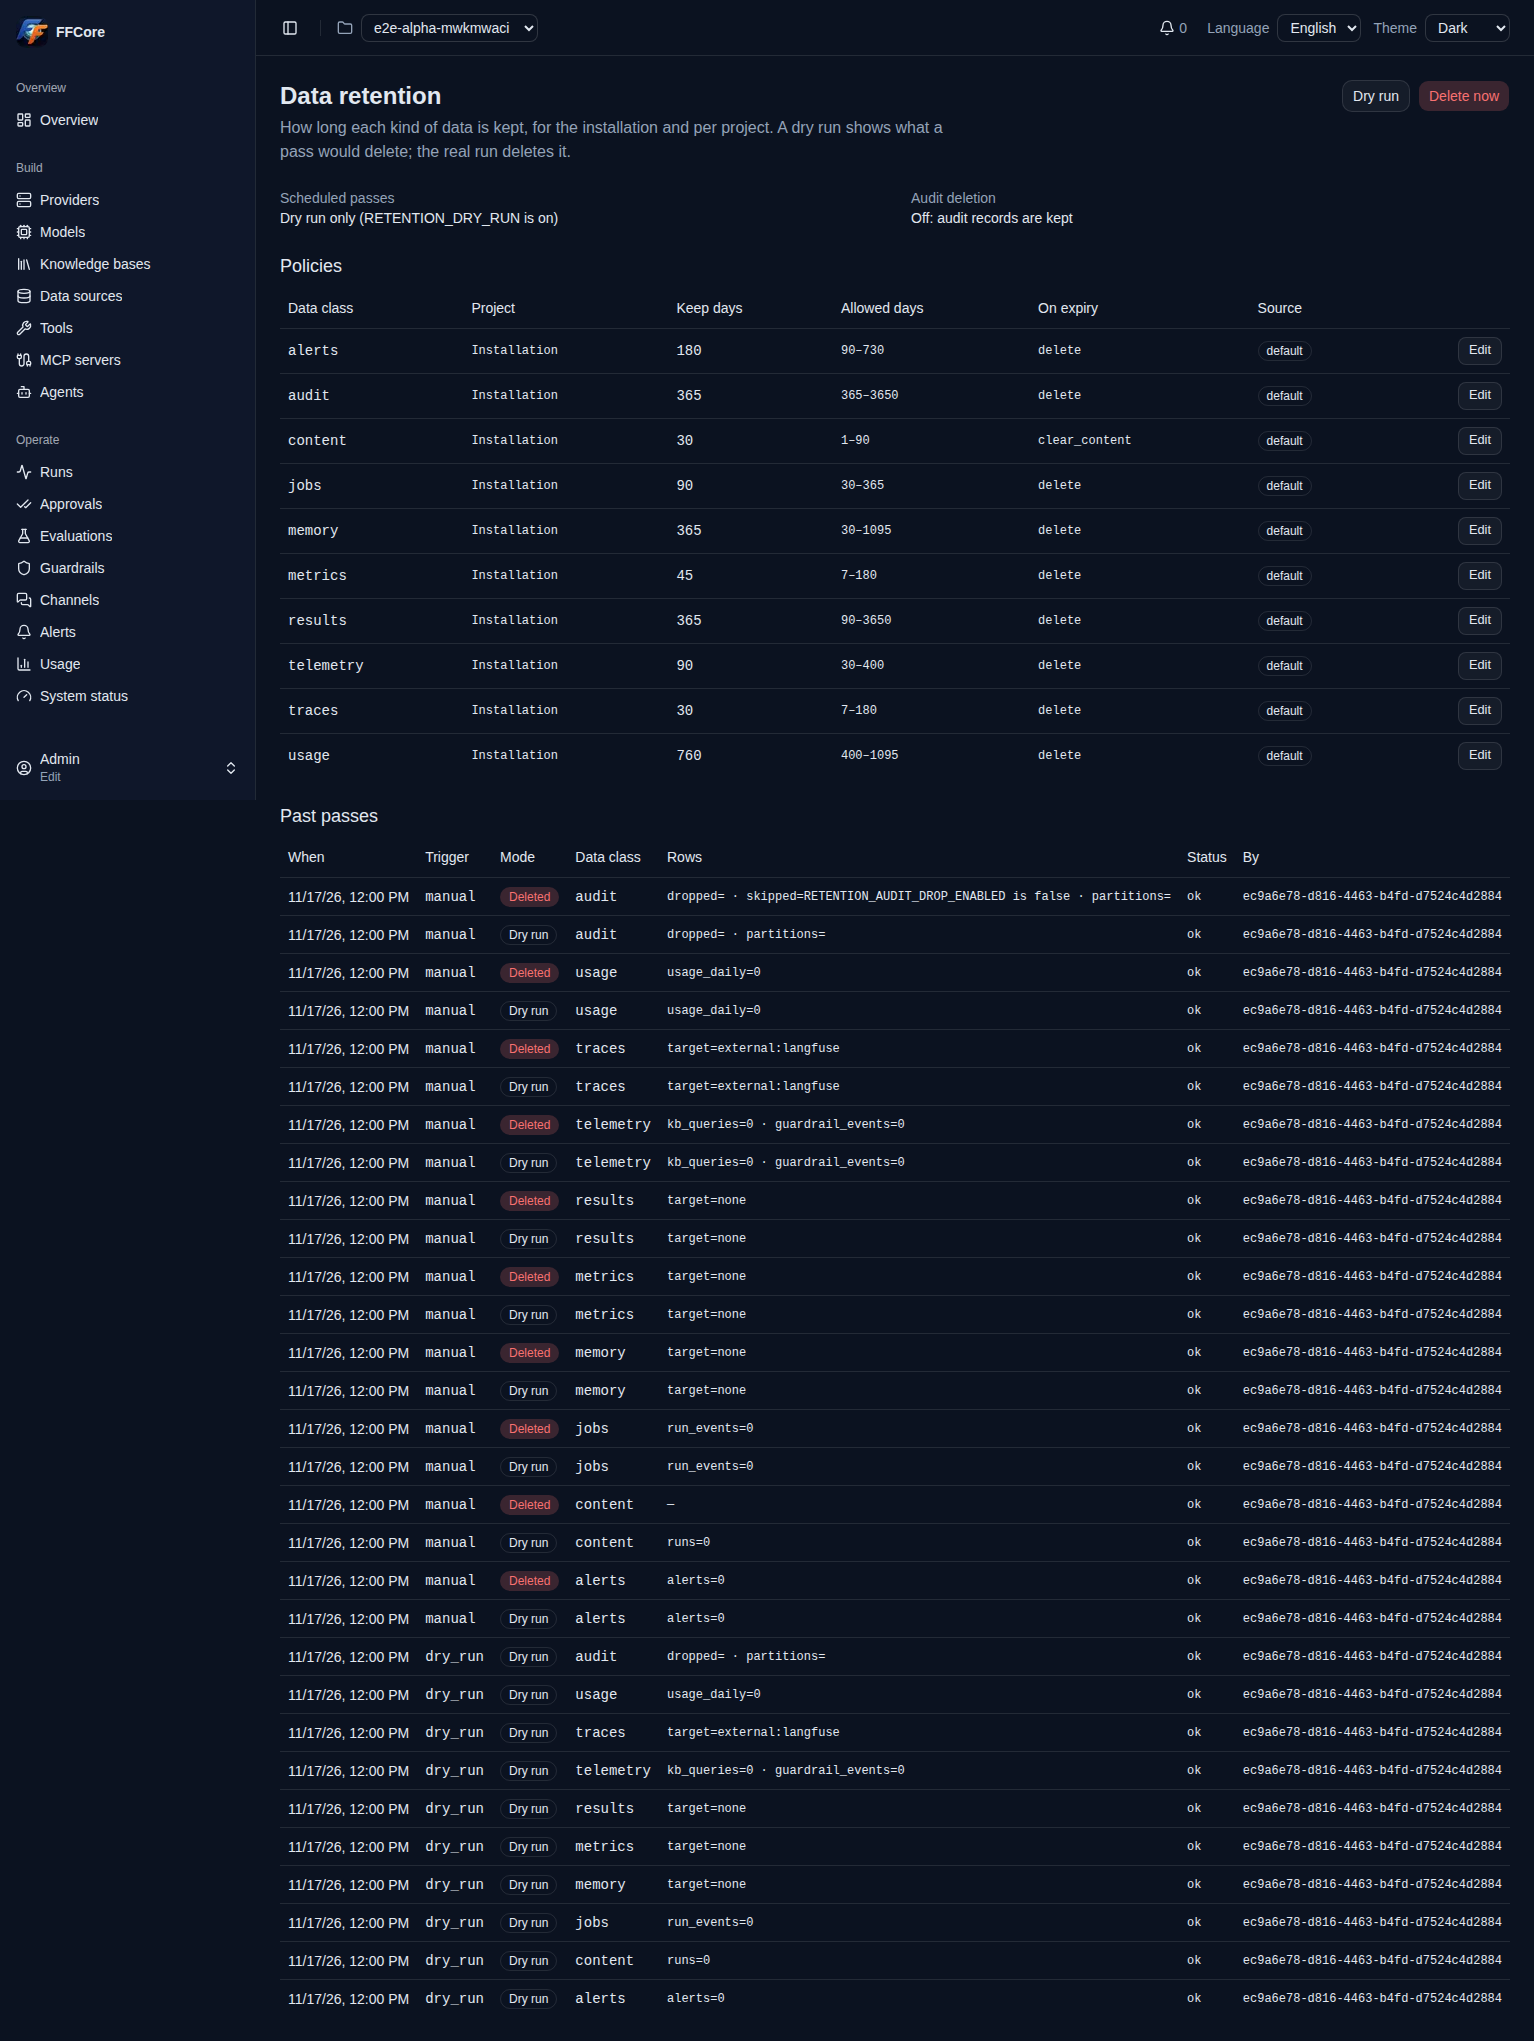 FFCore
Overview
Overview
Build
Providers
Models
Knowledge bases
Data sources
Tools
MCP servers
Agents
Operate
Runs
Approvals
Evaluations
Guardrails
Channels
Alerts
Usage
System status
Admin
Edit
e2e-alpha-mwkmwaci
0 Language English Theme Dark
Data retention
Dry run Delete now
How long each kind of data is kept, for the installation and per project. A dry run shows what a
pass would delete; the real run deletes it.
Scheduled passes
Dry run only (RETENTION_DRY_RUN is on)
Audit deletion
Off: audit records are kept
Policies
Data class Project Keep days Allowed days On expiry Source
alerts Installation 180 90–730 delete default Edit
audit Installation 365 365–3650 delete default Edit
content Installation 30 1–90 clear_content default Edit
jobs Installation 90 30–365 delete default Edit
memory Installation 365 30–1095 delete default Edit
metrics Installation 45 7–180 delete default Edit
results Installation 365 90–3650 delete default Edit
telemetry Installation 90 30–400 delete default Edit
traces Installation 30 7–180 delete default Edit
usage Installation 760 400–1095 delete default Edit
Past passes
When Trigger Mode Data class Rows Status By
11/17/26, 12:00 PM manual Deleted audit dropped= · skipped=RETENTION_AUDIT_DROP_ENABLED is false · partitions= ok ec9a6e78-d816-4463-b4fd-d7524c4d2884
11/17/26, 12:00 PM manual Dry run audit dropped= · partitions= ok ec9a6e78-d816-4463-b4fd-d7524c4d2884
11/17/26, 12:00 PM manual Deleted usage usage_daily=0 ok ec9a6e78-d816-4463-b4fd-d7524c4d2884
11/17/26, 12:00 PM manual Dry run usage usage_daily=0 ok ec9a6e78-d816-4463-b4fd-d7524c4d2884
11/17/26, 12:00 PM manual Deleted traces target=external:langfuse ok ec9a6e78-d816-4463-b4fd-d7524c4d2884
11/17/26, 12:00 PM manual Dry run traces target=external:langfuse ok ec9a6e78-d816-4463-b4fd-d7524c4d2884
11/17/26, 12:00 PM manual Deleted telemetry kb_queries=0 · guardrail_events=0 ok ec9a6e78-d816-4463-b4fd-d7524c4d2884
11/17/26, 12:00 PM manual Dry run telemetry kb_queries=0 · guardrail_events=0 ok ec9a6e78-d816-4463-b4fd-d7524c4d2884
11/17/26, 12:00 PM manual Deleted results target=none ok ec9a6e78-d816-4463-b4fd-d7524c4d2884
11/17/26, 12:00 PM manual Dry run results target=none ok ec9a6e78-d816-4463-b4fd-d7524c4d2884
11/17/26, 12:00 PM manual Deleted metrics target=none ok ec9a6e78-d816-4463-b4fd-d7524c4d2884
11/17/26, 12:00 PM manual Dry run metrics target=none ok ec9a6e78-d816-4463-b4fd-d7524c4d2884
11/17/26, 12:00 PM manual Deleted memory target=none ok ec9a6e78-d816-4463-b4fd-d7524c4d2884
11/17/26, 12:00 PM manual Dry run memory target=none ok ec9a6e78-d816-4463-b4fd-d7524c4d2884
11/17/26, 12:00 PM manual Deleted jobs run_events=0 ok ec9a6e78-d816-4463-b4fd-d7524c4d2884
11/17/26, 12:00 PM manual Dry run jobs run_events=0 ok ec9a6e78-d816-4463-b4fd-d7524c4d2884
11/17/26, 12:00 PM manual Deleted content — ok ec9a6e78-d816-4463-b4fd-d7524c4d2884
11/17/26, 12:00 PM manual Dry run content runs=0 ok ec9a6e78-d816-4463-b4fd-d7524c4d2884
11/17/26, 12:00 PM manual Deleted alerts alerts=0 ok ec9a6e78-d816-4463-b4fd-d7524c4d2884
11/17/26, 12:00 PM manual Dry run alerts alerts=0 ok ec9a6e78-d816-4463-b4fd-d7524c4d2884
11/17/26, 12:00 PM dry_run Dry run audit dropped= · partitions= ok ec9a6e78-d816-4463-b4fd-d7524c4d2884
11/17/26, 12:00 PM dry_run Dry run usage usage_daily=0 ok ec9a6e78-d816-4463-b4fd-d7524c4d2884
11/17/26, 12:00 PM dry_run Dry run traces target=external:langfuse ok ec9a6e78-d816-4463-b4fd-d7524c4d2884
11/17/26, 12:00 PM dry_run Dry run telemetry kb_queries=0 · guardrail_events=0 ok ec9a6e78-d816-4463-b4fd-d7524c4d2884
11/17/26, 12:00 PM dry_run Dry run results target=none ok ec9a6e78-d816-4463-b4fd-d7524c4d2884
11/17/26, 12:00 PM dry_run Dry run metrics target=none ok ec9a6e78-d816-4463-b4fd-d7524c4d2884
11/17/26, 12:00 PM dry_run Dry run memory target=none ok ec9a6e78-d816-4463-b4fd-d7524c4d2884
11/17/26, 12:00 PM dry_run Dry run jobs run_events=0 ok ec9a6e78-d816-4463-b4fd-d7524c4d2884
11/17/26, 12:00 PM dry_run Dry run content runs=0 ok ec9a6e78-d816-4463-b4fd-d7524c4d2884
11/17/26, 12:00 PM dry_run Dry run alerts alerts=0 ok ec9a6e78-d816-4463-b4fd-d7524c4d2884